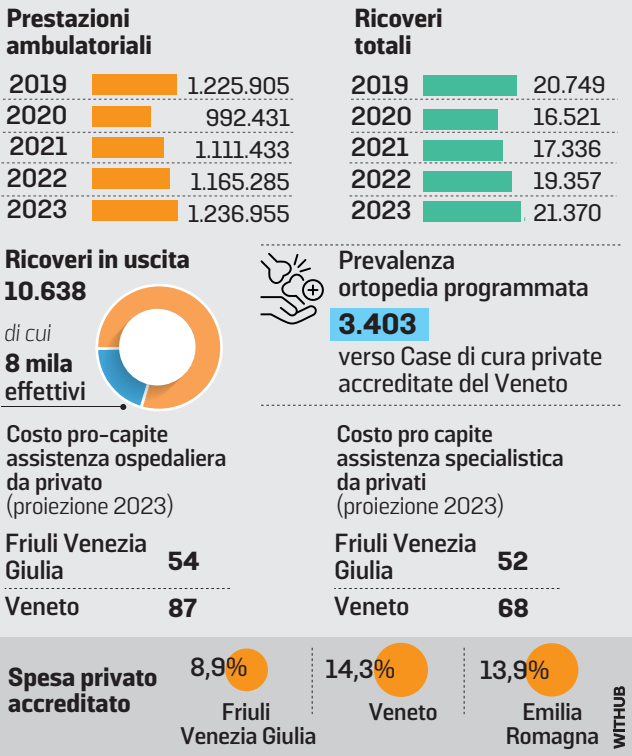 Prestazioni
ambulatoriali
2019 1.225.905
2020 992.431
2021 1.111.433
2022 1.165.285
2023 1.236.955
Ricoveri
totali
2019 20.749
2020 16.521
2021 17.336
2022 19.357
2023 21.370
Ricoveri in uscita
10.638
di cui
8 mila
effettivi
Prevalenza
ortopedia programmata
3.403
verso Case di cura private
accreditate del Veneto
Costo pro-capite
assistenza ospedaliera
da privato
(proiezione 2023)
Friuli Venezia
Giulia 54
Veneto 87
Costo pro capite
assistenza specialistica
da privati
(proiezione 2023)
Friuli Venezia
Giulia 52
Veneto 68
Spesa privato
accreditato
8,9%
Friuli
Venezia Giulia
14,3%
Veneto
13,9%
Emilia
Romagna
WITHUB